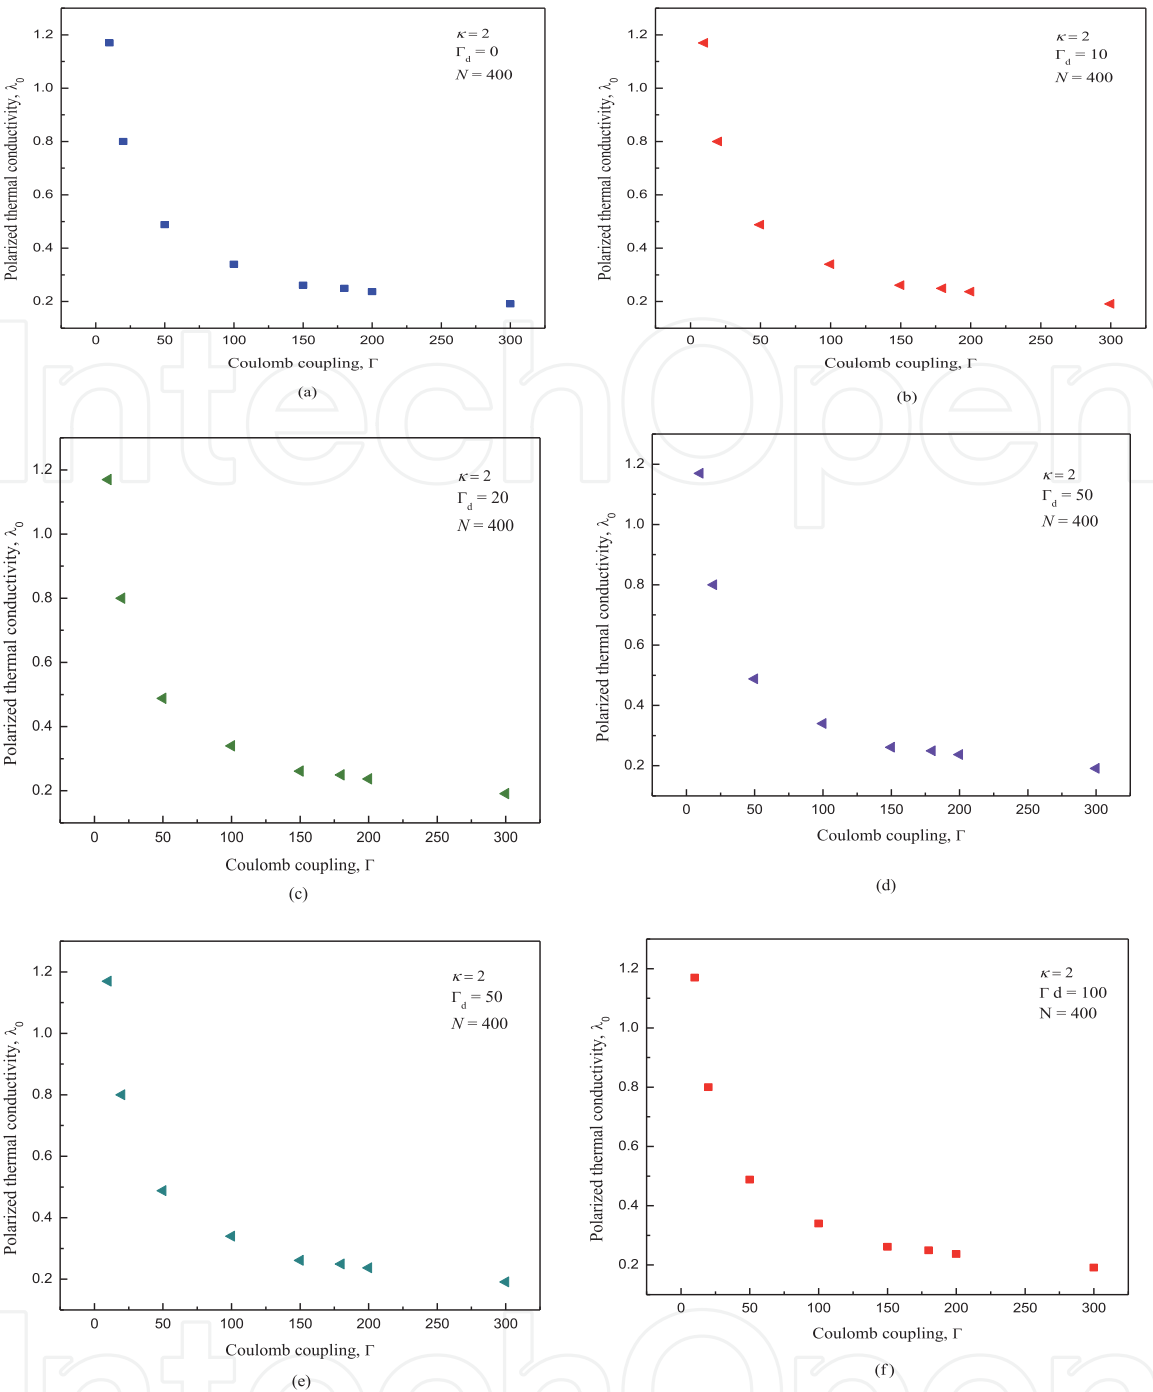 Polarized thermal conductivity, λ0
1.2
1.0
0.8
0.6
0.4
0.2
κ = 2
Γd = 0
N = 400
0 50 100 150 200 250 300
Coulomb coupling, Γ
(a)
Polarized thermal conductivity, λ0
1.2
1.0
0.8
0.6
0.4
0.2
κ = 2
Γd = 10
N = 400
0 50 100 150 200 250 300
Coulomb coupling, Γ
(b)
Polarized thermal conductivity, λ0
1.2
1.0
0.8
0.6
0.4
0.2
κ = 2
Γd = 20
N = 400
0 50 100 150 200 250 300
Coulomb coupling, Γ
(c)
Polarized thermal conductivity, λ0
1.2
1.0
0.8
0.6
0.4
0.2
κ = 2
Γd = 50
N = 400
0 50 100 150 200 250 300
Coulomb coupling, Γ
(d)
Polarized thermal conductivity, λ0
1.2
1.0
0.8
0.6
0.4
0.2
κ = 2
Γd = 50
N = 400
0 50 100 150 200 250 300
Coulomb coupling, Γ
(e)
Polarized thermal conductivity, λ0
1.2
1.0
0.8
0.6
0.4
0.2
κ = 2
Γ d = 100
N = 400
0 50 100 150 200 250 300
Coulomb coupling, Γ
(f)
IntechOpen
IntechOpen